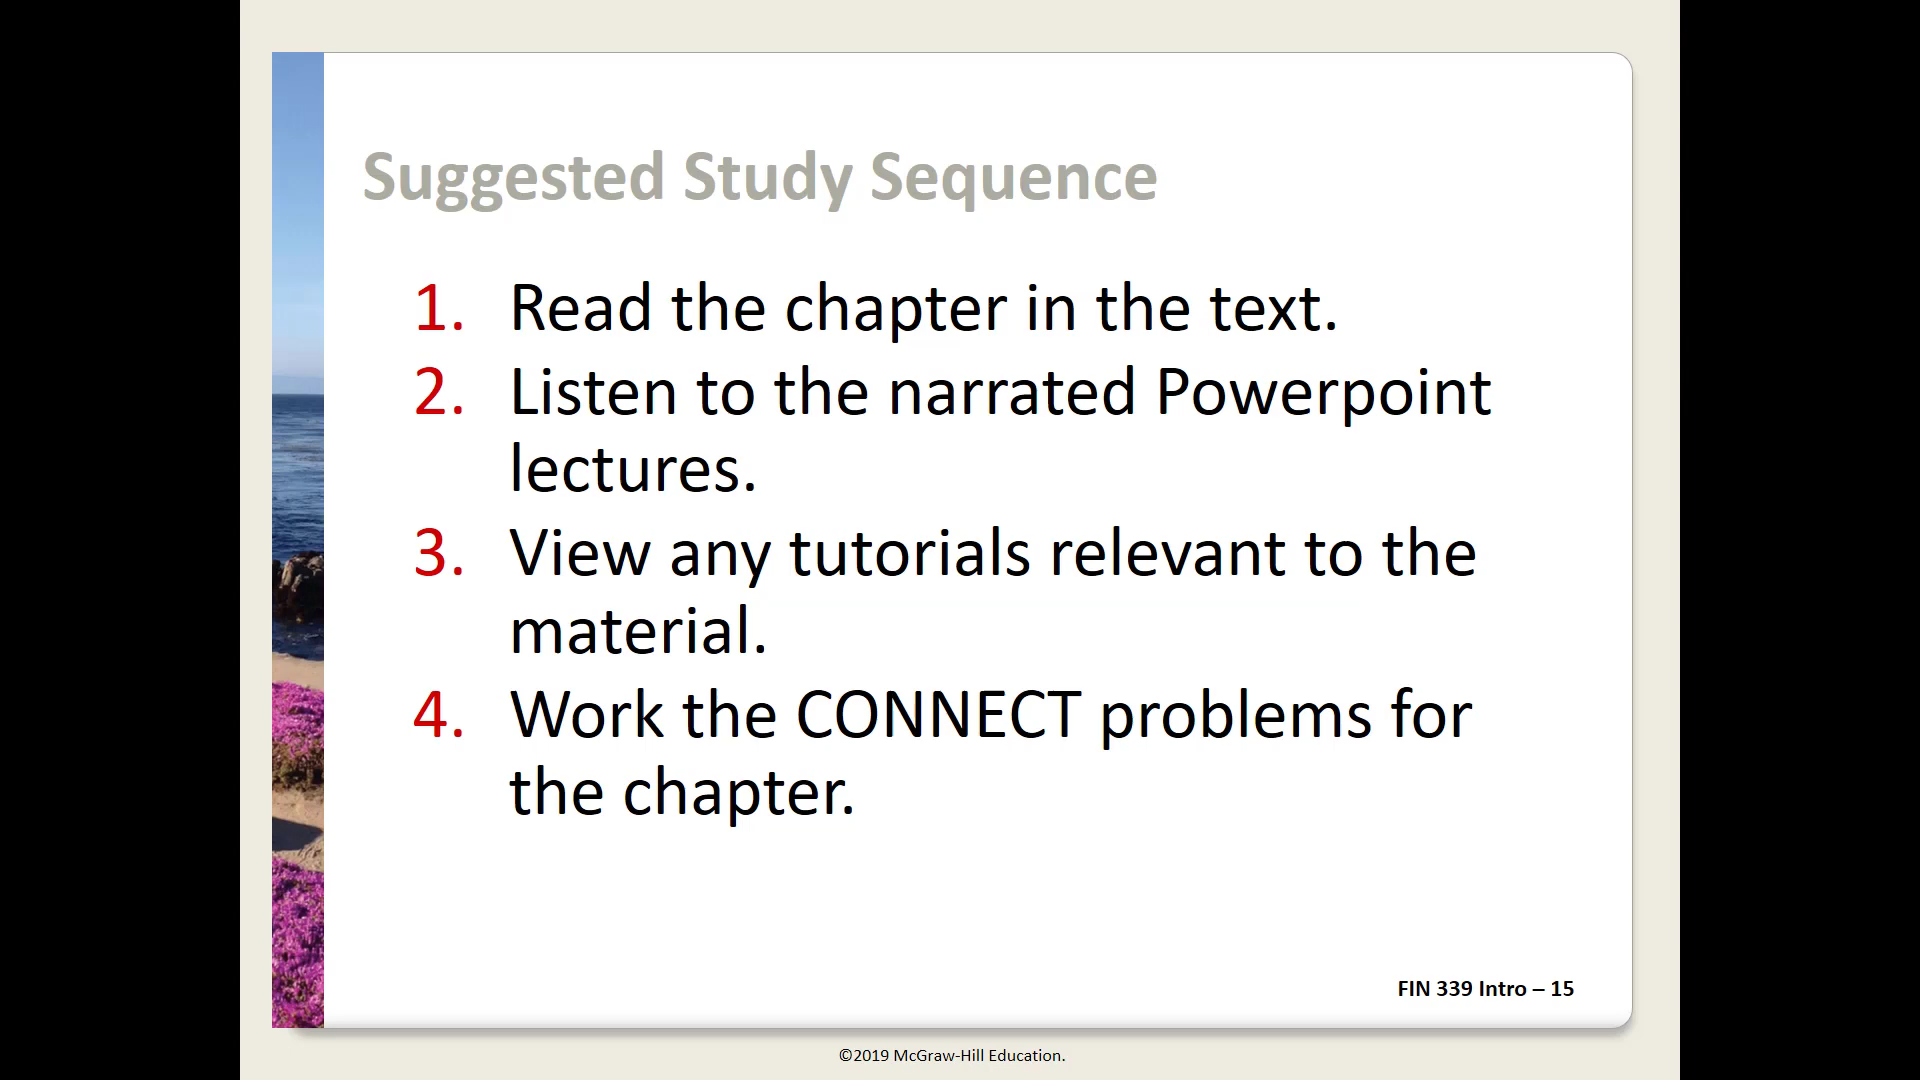 Suggested Study Sequence
1. Read the chapter in the text.
2. Listen to the narrated Powerpoint
lectures.
3. View any tutorials relevant to the
material.
4. Work the CONNECT problems for
the chapter.
FIN 339 Intro – 15
©2019 McGraw-Hill Education.